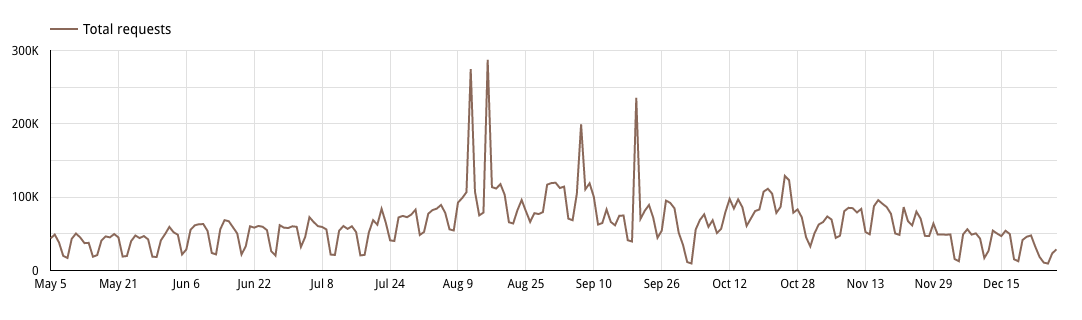 Total requests
300K
200K
100K
0
May 5 May 21 Jun 6 Jun 22 Jul 8 Jul 24 Aug 9 Aug 25 Sep 10 Sep 26 Oct 12 Oct 28 Nov 13 Nov 29 Dec 15